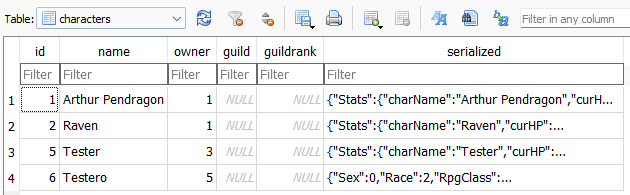 Table: characters Filter in any column
id name owner guild guildrank serialized
Filter Filter Filter Filter Filter Filter
1 1 Arthur Pendragon 1 NULL NULL {"Stats":{"charName":"Arthur Pendragon","curH...
2 2 Raven 1 NULL NULL {"Stats":{"charName":"Raven","curHP":...
3 5 Tester 3 NULL NULL {"Stats":{"charName":"Tester","curHP":...
4 6 Testero 5 NULL NULL {"Sex":0,"Race":2,"RpgClass":...